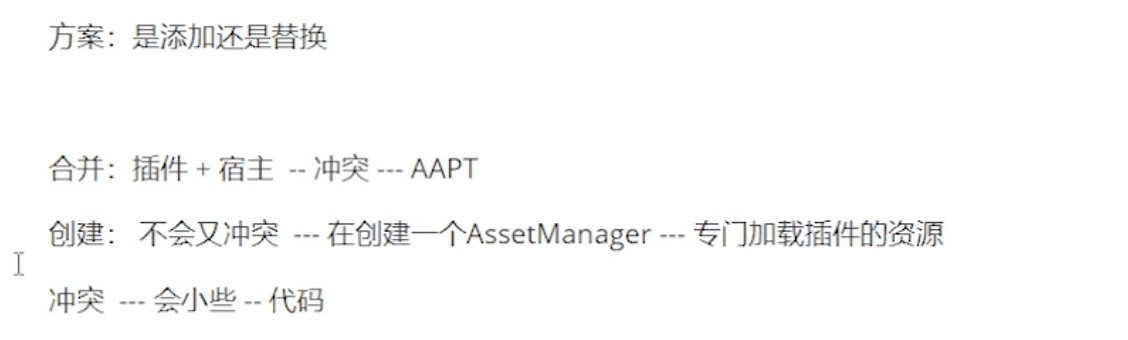 方案：是添加还是替换
合并：插件 + 宿主 -- 冲突 --- AAPT
创建： 不会又冲突 --- 在创建一个AssetManager --- 专门加载插件的资源
冲突 --- 会小些 -- 代码